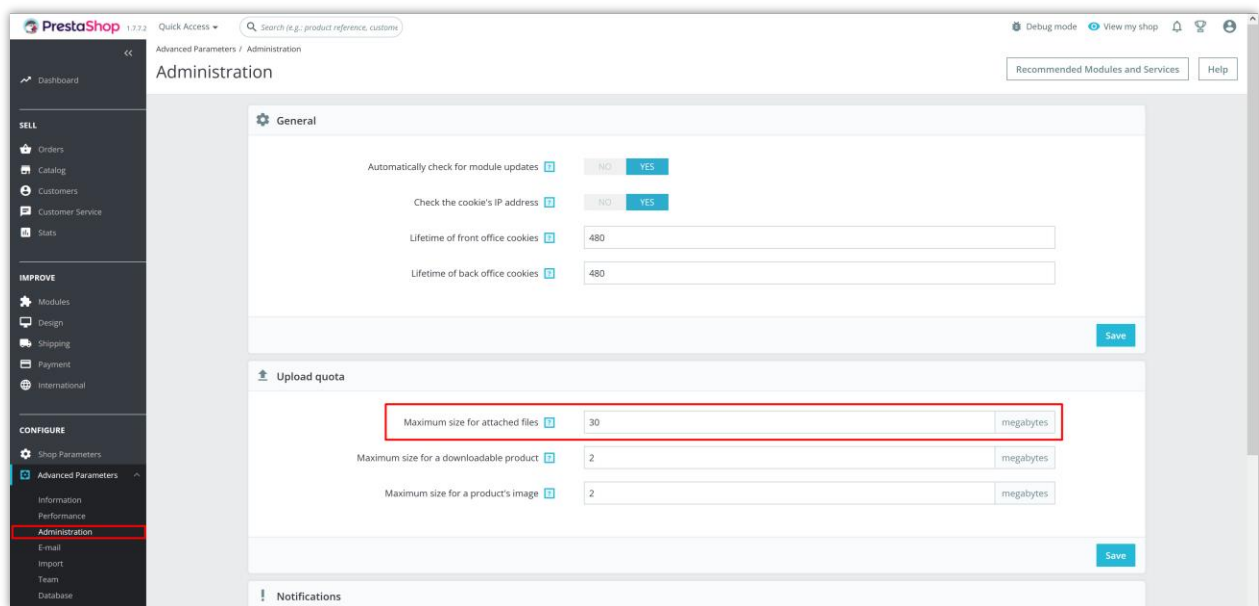 PrestaShop 1.7.7.2 Quick Access Search (e.g.: product reference, custome Debug mode View my shop
Advanced Parameters / Administration
Administration
Recommended Modules and Services Help
Dashboard
SELL
Orders
Catalog
Customers
Customer Service
Stats
IMPROVE
Modules
Design
Shipping
Payment
International
CONFIGURE
Shop Parameters
Advanced Parameters
Information
Performance
Administration
E-mail
Import
Team
Database
General
Automatically check for module updates ? NO YES
Check the cookie's IP address ? NO YES
Lifetime of front office cookies ? 480
Lifetime of back office cookies ? 480
Save
Upload quota
Maximum size for attached files ? 30 megabytes
Maximum size for a downloadable product ? 2 megabytes
Maximum size for a product's image ? 2 megabytes
Save
Notifications